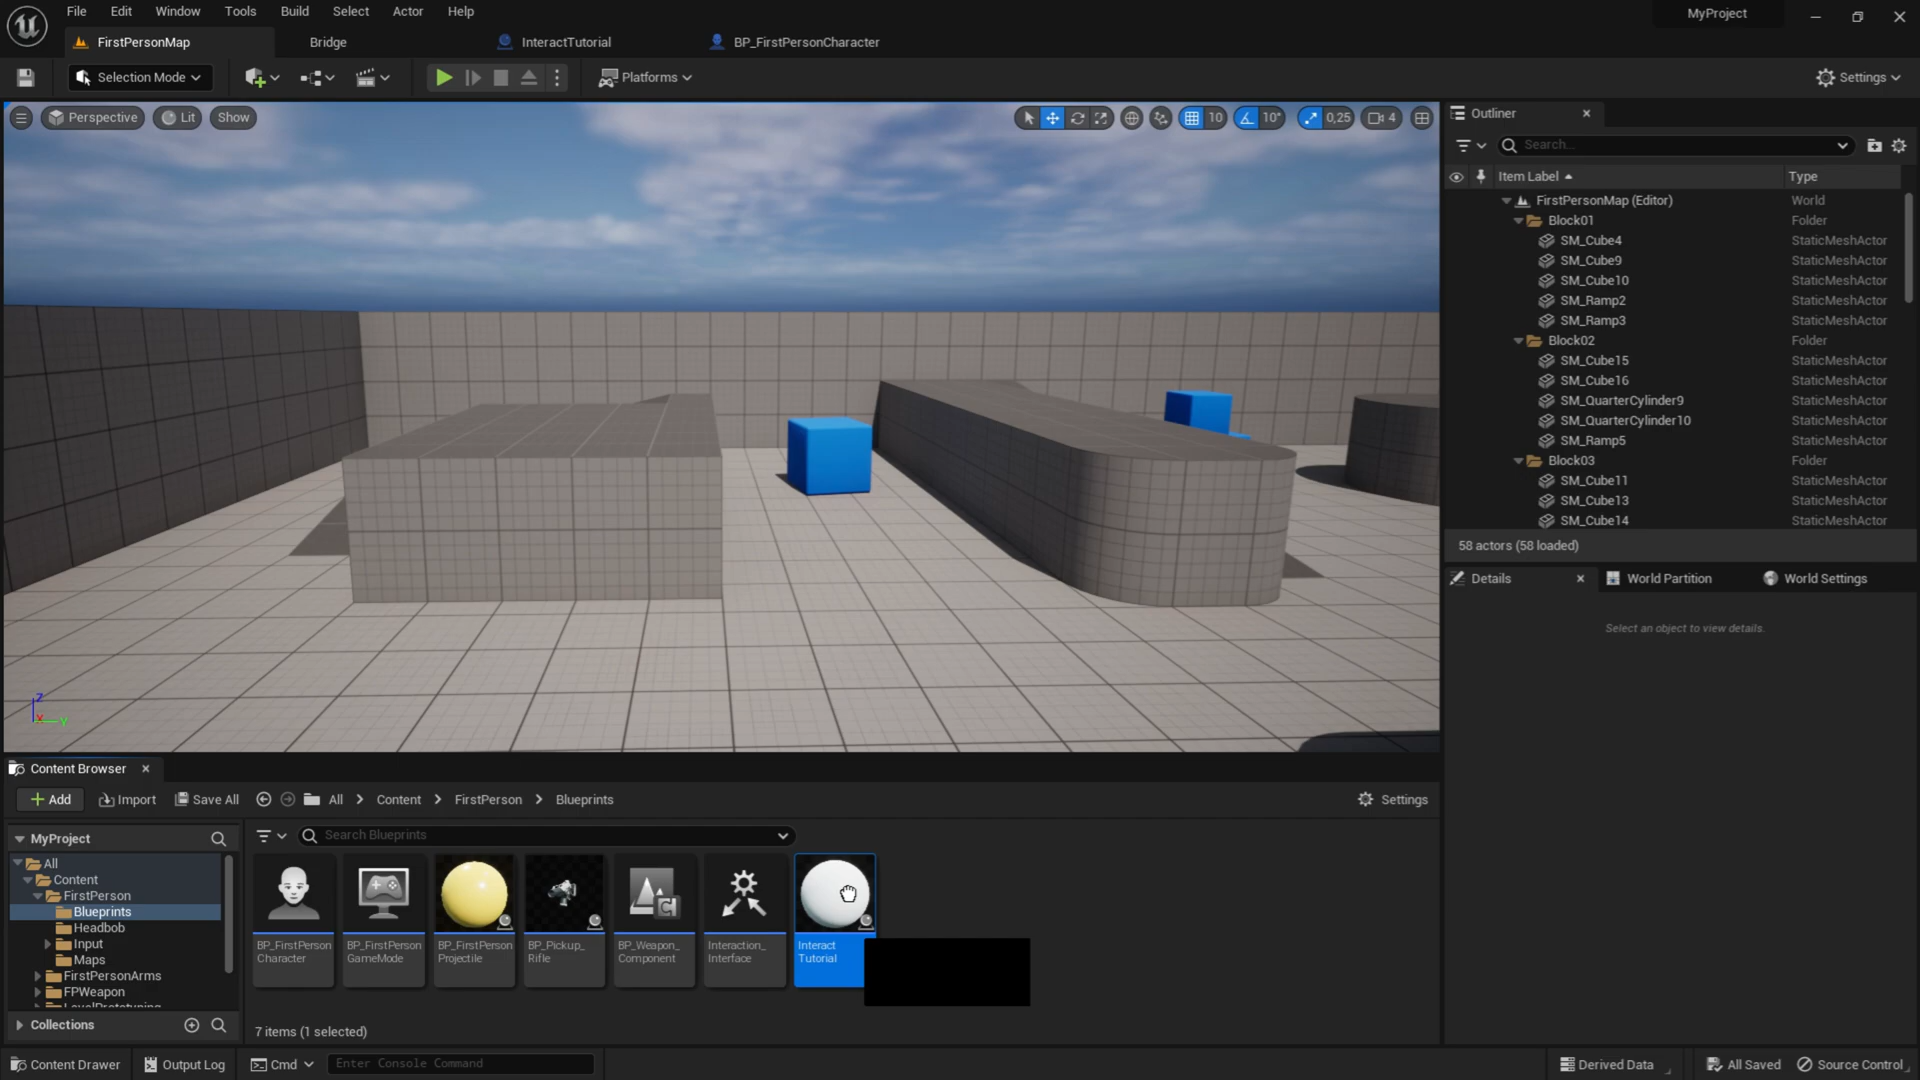 File Edit Window Tools Build Select Actor Help
MyProject
FirstPersonMap
Bridge
InteractTutorial
BP_FirstPersonCharacter
Selection Mode
Platforms
Settings
Perspective
Lit
Show
10
10°
0,25
4
Outliner
Search...
Item Label
Type
FirstPersonMap (Editor) World
Block01 Folder
SM_Cube4 StaticMeshActor
SM_Cube9 StaticMeshActor
SM_Cube10 StaticMeshActor
SM_Ramp2 StaticMeshActor
SM_Ramp3 StaticMeshActor
Block02 Folder
SM_Cube15 StaticMeshActor
SM_Cube16 StaticMeshActor
SM_QuarterCylinder9 StaticMeshActor
SM_QuarterCylinder10 StaticMeshActor
SM_Ramp5 StaticMeshActor
Block03 Folder
SM_Cube11 StaticMeshActor
SM_Cube13 StaticMeshActor
SM_Cube14 StaticMeshActor
58 actors (58 loaded)
Details
World Partition
World Settings
Select an object to view details.
Z
X
Y
Content Browser
Add
Import
Save All
All > Content > FirstPerson > Blueprints
Settings
MyProject
Search Blueprints
All
Content
FirstPerson
Blueprints
Headbob
Input
Maps
FirstPersonArms
FPWeapon
LevelPrototyping
Collections
BP_FirstPerson
Character
BP_FirstPerson
GameMode
BP_FirstPerson
Projectile
BP_Pickup_
Rifle
BP_Weapon_
Component
Interaction_
Interface
Interact
Tutorial
7 items (1 selected)
Content Drawer
Output Log
Cmd
Enter Console Command
Derived Data
All Saved
Source Control